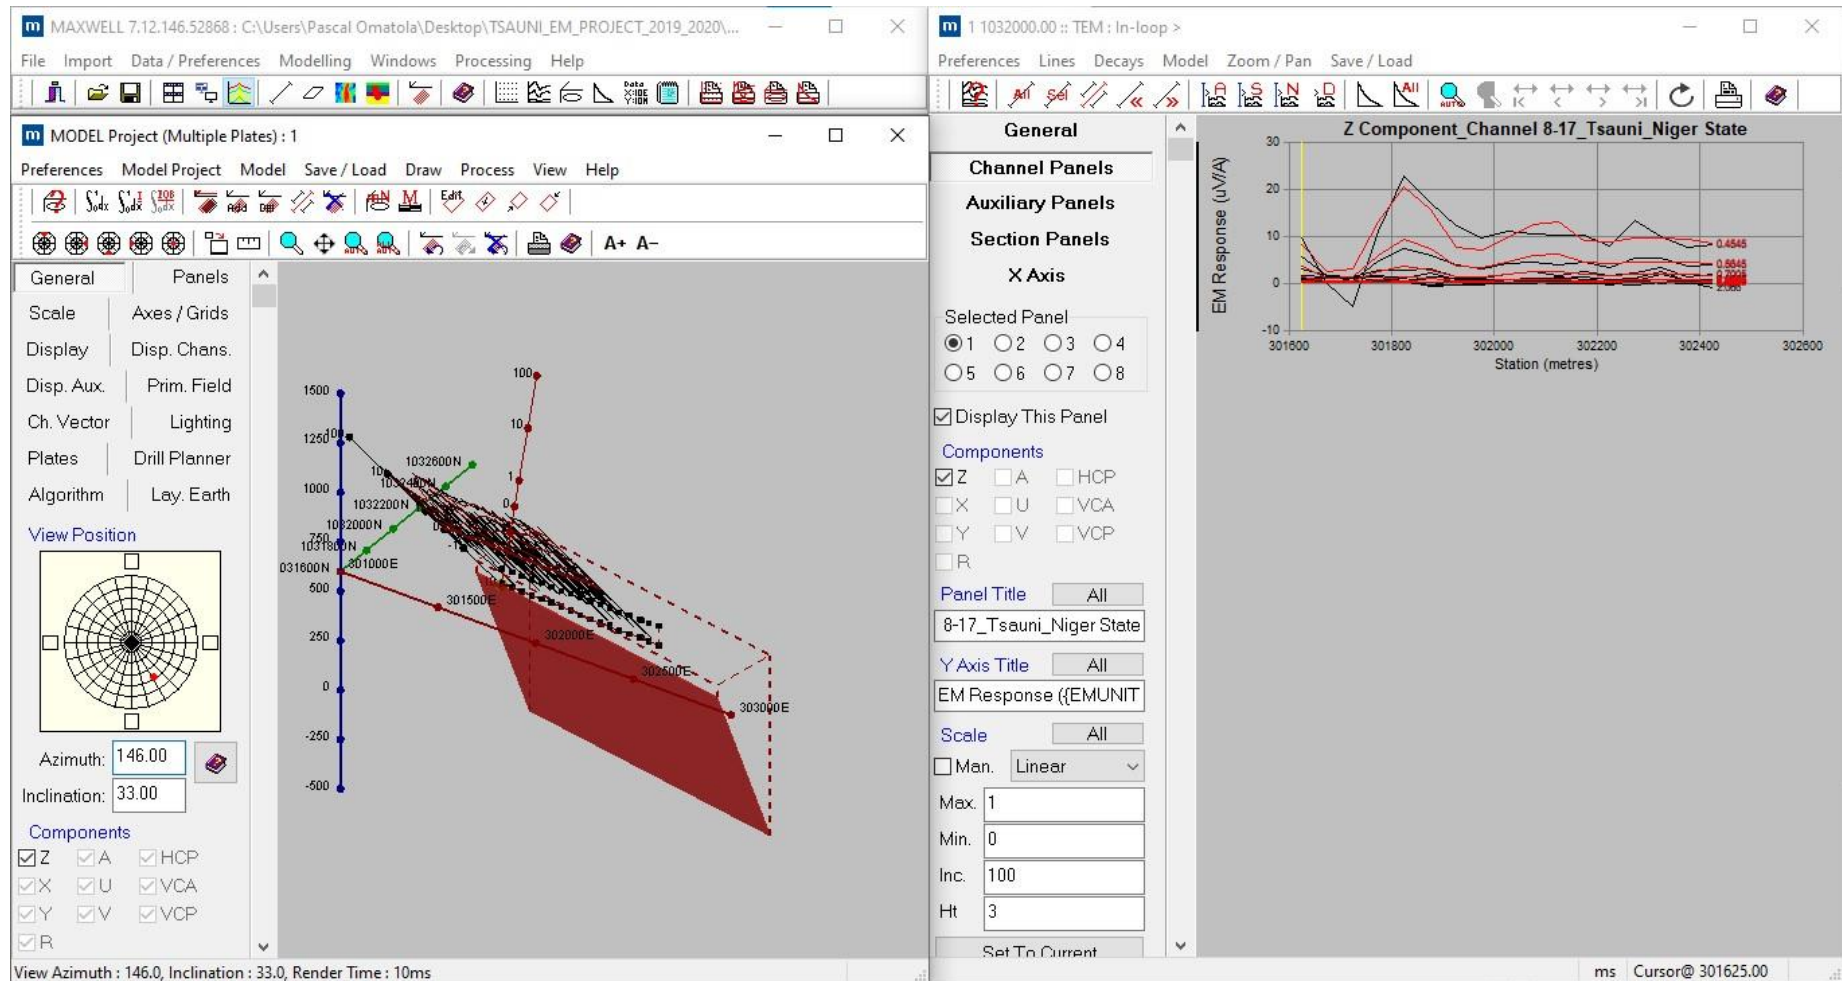 MAXWELL 7.12.146.52868 : C:\Users\Pascal Omatola\Desktop\TSAUNI_EM_PROJECT_2019_2020\...
File Import Data / Preferences Modelling Windows Processing Help
MODEL Project (Multiple Plates) : 1
Preferences Model Project Model Save / Load Draw Process View Help
A+ A-
General Panels
Scale Axes / Grids
Display Disp. Chans.
Disp. Aux. Prim. Field
Ch. Vector Lighting
Plates Drill Planner
Algorithm Lay. Earth
View Position
Azimuth: 146.00
Inclination: 33.00
Components
Z A HCP
X U VCA
Y V VCP
R
1500
1250
1000
750
500
250
0
-250
-500
100
10
1
0
1032600N
1032400N
1032200N
1032000N
1031800N
031600N
301000E
301500E
302000E
302500E
303000E
View Azimuth : 146.0, Inclination : 33.0, Render Time : 10ms
1 1032000.00 :: TEM : In-loop >
Preferences Lines Decays Model Zoom / Pan Save / Load
General
Channel Panels
Auxiliary Panels
Section Panels
X Axis
Selected Panel
1 2 3 4
5 6 7 8
Display This Panel
Components
Z A HCP
X U VCA
Y V VCP
R
Panel Title All
8-17_Tsauni_Niger State
Y Axis Title All
EM Response ({EMUNIT
Scale All
Man. Linear
Max. 1
Min. 0
Inc. 100
Ht 3
Set To Current
Z Component_Channel 8-17_Tsauni_Niger State
EM Response (uV/A)
30
20
10
0
-10
0.4545
0.5645
301600 301800 302000 302200 302400 302600
Station (metres)
ms Cursor@ 301625.00